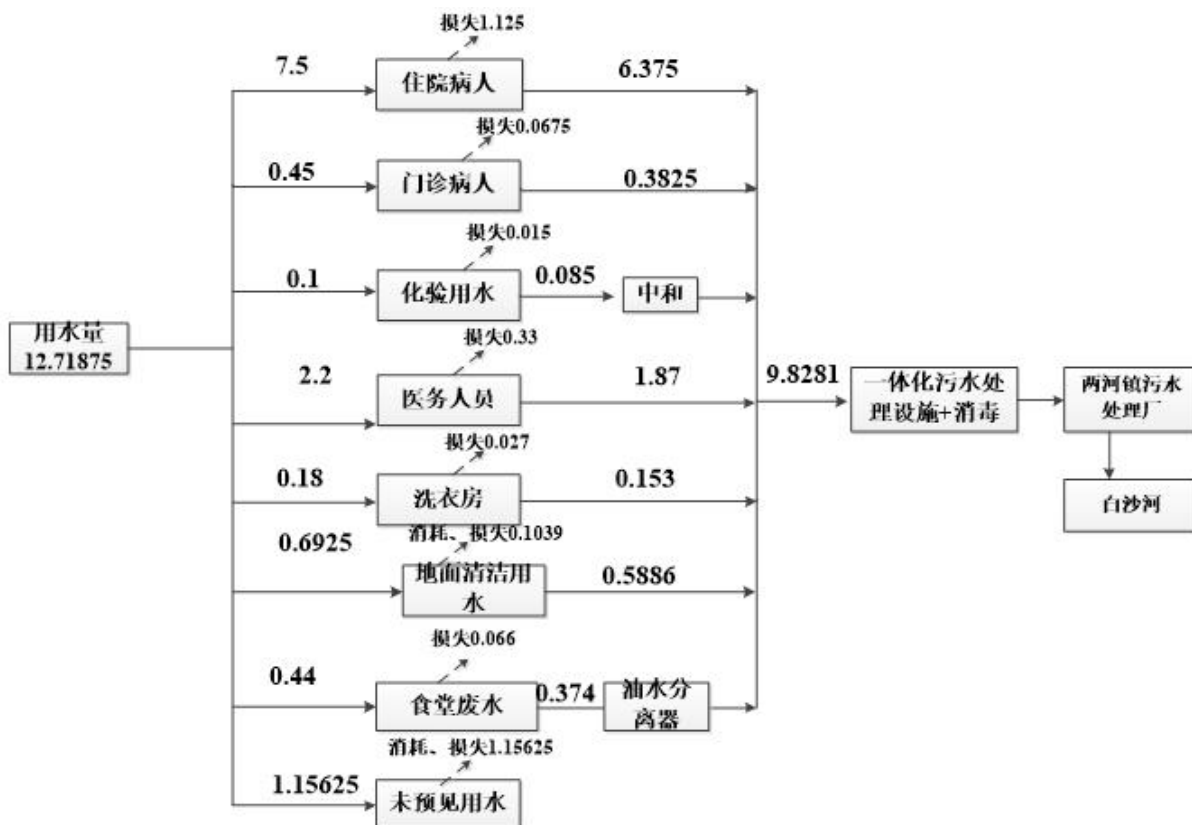 损失1.125
7.5
住院病人
6.375
损失0.0675
0.45
门诊病人
0.3825
损失0.015
0.1
化验用水
0.085
中和
用水量
12.71875
损失0.33
2.2
医务人员
1.87
9.8281
一体化污水处
理设施+消毒
两河镇污水
处理厂
损失0.027
0.18
洗衣房
0.153
白沙河
消耗、损失0.1039
0.6925
地面清洁用
水
0.5886
损失0.066
0.44
食堂废水
0.374
油水分
离器
消耗、损失1.15625
1.15625
未预见用水